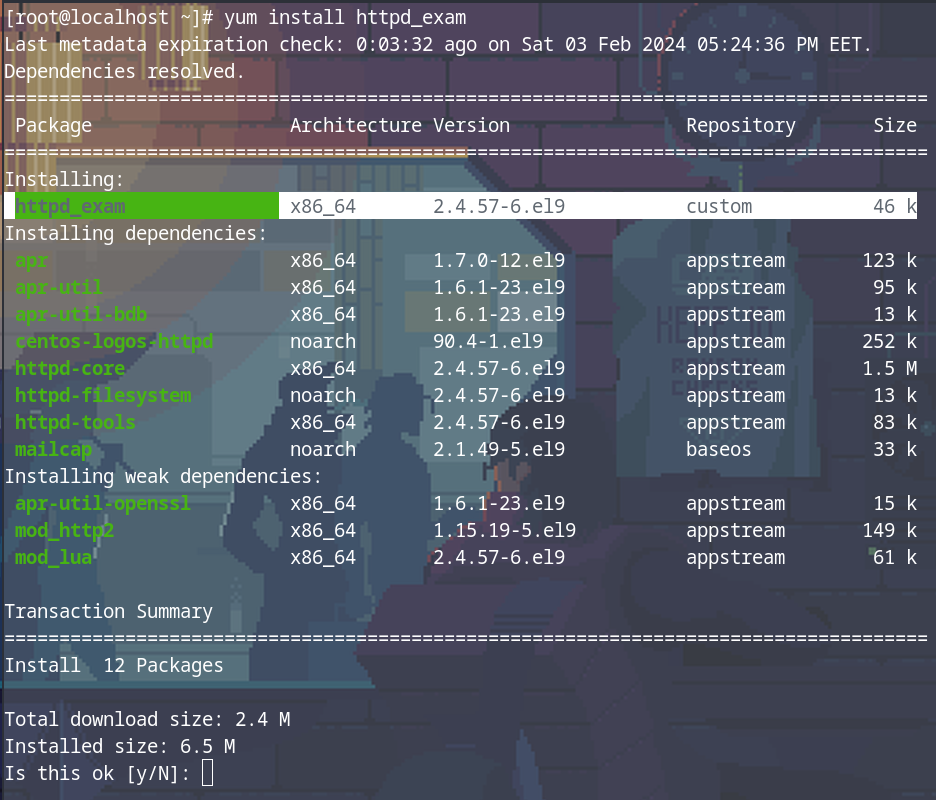 [root@localhost ~]# yum install httpd_exam
Last metadata expiration check: 0:03:32 ago on Sat 03 Feb 2024 05:24:36 PM EET.
Dependencies resolved.
====================================================================================
Package Architecture Version Repository Size
====================================================================================
Installing:
httpd_exam x86_64 2.4.57-6.el9 custom 46 k
Installing dependencies:
apr x86_64 1.7.0-12.el9 appstream 123 k
apr-util x86_64 1.6.1-23.el9 appstream 95 k
apr-util-bdb x86_64 1.6.1-23.el9 appstream 13 k
centos-logos-httpd noarch 90.4-1.el9 appstream 252 k
httpd-core x86_64 2.4.57-6.el9 appstream 1.5 M
httpd-filesystem noarch 2.4.57-6.el9 appstream 13 k
httpd-tools x86_64 2.4.57-6.el9 appstream 83 k
mailcap noarch 2.1.49-5.el9 baseos 33 k
Installing weak dependencies:
apr-util-openssl x86_64 1.6.1-23.el9 appstream 15 k
mod_http2 x86_64 1.15.19-5.el9 appstream 149 k
mod_lua x86_64 2.4.57-6.el9 appstream 61 k
Transaction Summary
====================================================================================
Install 12 Packages
Total download size: 2.4 M
Installed size: 6.5 M
Is this ok [y/N]: